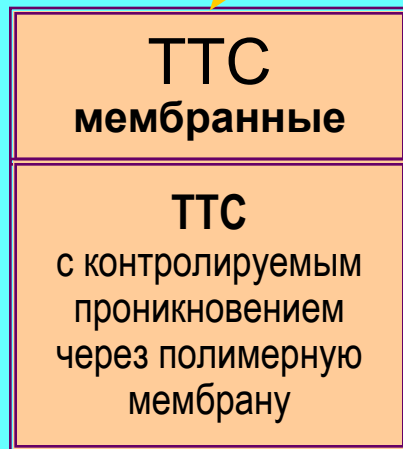 ТТС
мембранные
ТТС
с контролируемым
проникновением
через полимерную
мембрану